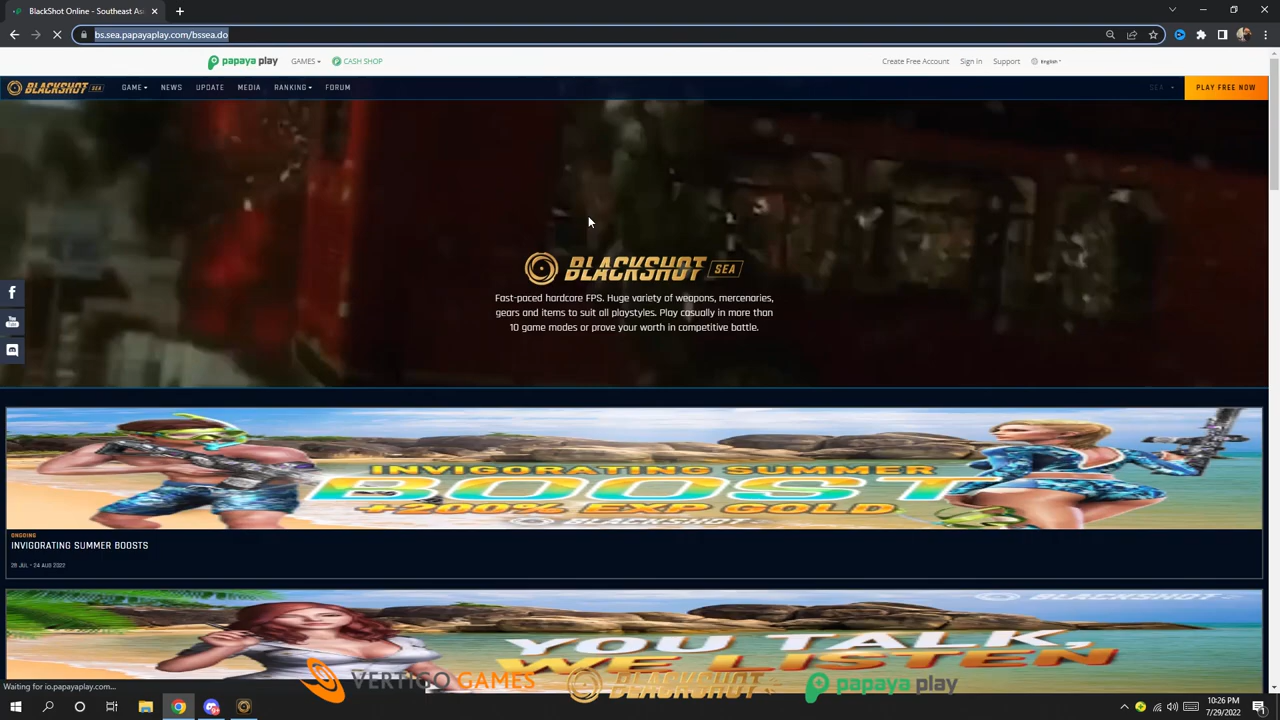 BlackShot Online - Southeast As
bs.sea.papayaplay.com/bssea.do
papaya play GAMES CASH SHOP Create Free Account Sign in Support English
BLACKSHOT SEA GAME NEWS UPDATE MEDIA RANKING FORUM SEA PLAY FREE NOW
BLACKSHOT SEA
Fast-paced hardcore FPS. Huge variety of weapons, mercenaries,
gears and items to suit all playstyles. Play casually in more than
10 game modes or prove your worth in competitive battle.
You
Tube
INVIGORATING SUMMER
BOOST
+200% EXP GOLD
BLACKSHOT
ONGOING
INVIGORATING SUMMER BOOSTS
28 JUL - 24 AUG 2022
BLACKSHOT
YOU TALK,
WE LISTEN
VERTIGO GAMES BLACKSHOT papaya play
Waiting for io.papayaplay.com...
10:26 PM
7/29/2022